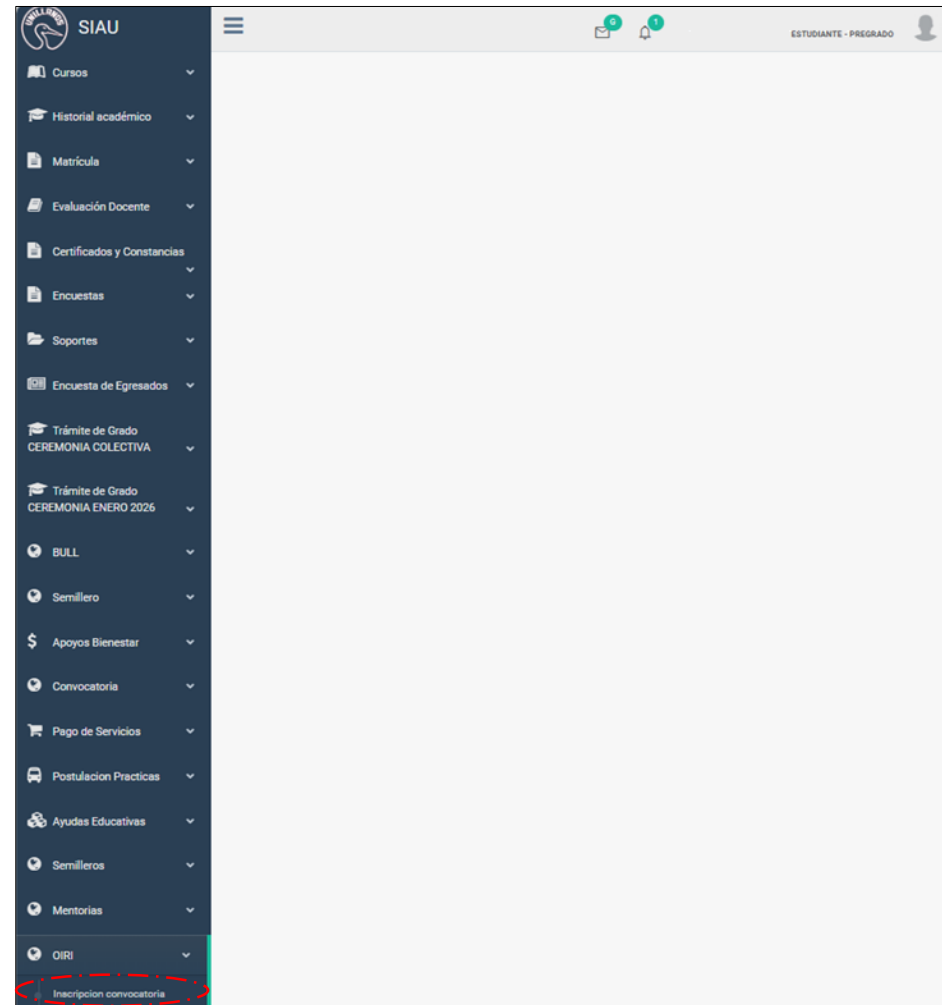 UNILLANOS
SIAU
ESTUDIANTE - PREGRADO
Cursos
Historial académico
Matrícula
Evaluación Docente
Certificados y Constancias
Encuestas
Soportes
Encuesta de Egresados
Trámite de Grado
CEREMONIA COLECTIVA
Trámite de Grado
CEREMONIA ENERO 2026
BULL
Semillero
Apoyos Bienestar
Convocatoria
Pago de Servicios
Postulacion Practicas
Ayudas Educativas
Semilleros
Mentorias
OIRI
Inscripcion convocatoria